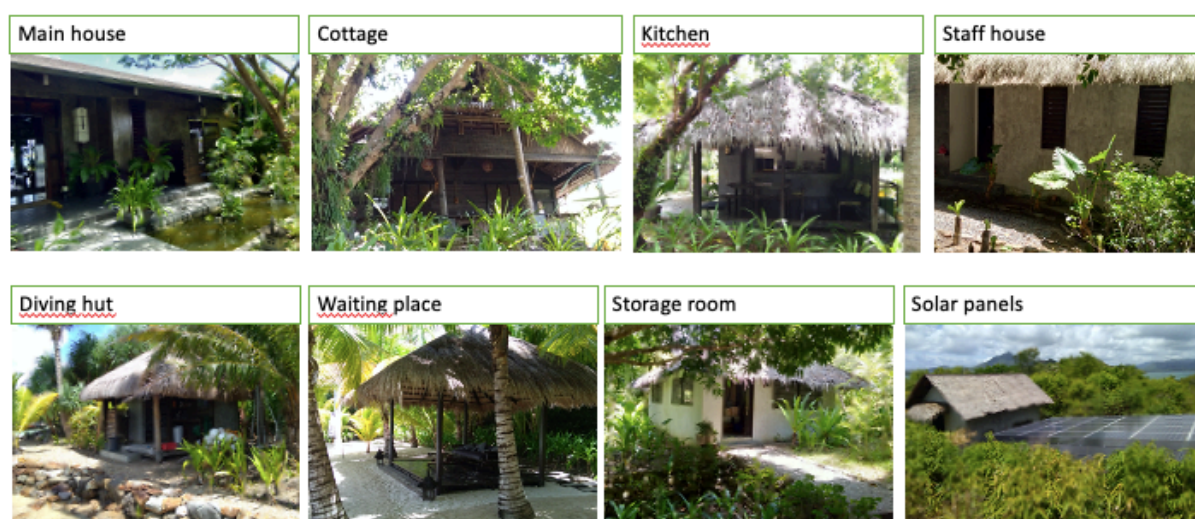 Main house
Cottage
Kitchen
Staff house
Diving hut
Waiting place
Storage room
Solar panels